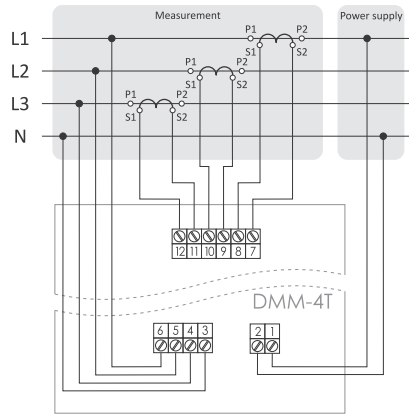 Measurement
Power supply
L1
P1 P2
S1 S2
L2
P1 P2
S1 S2
L3
P1 P2
S1 S2
N
12 11 10 9 8 7
DMM-4T
6 5 4 3
2 1